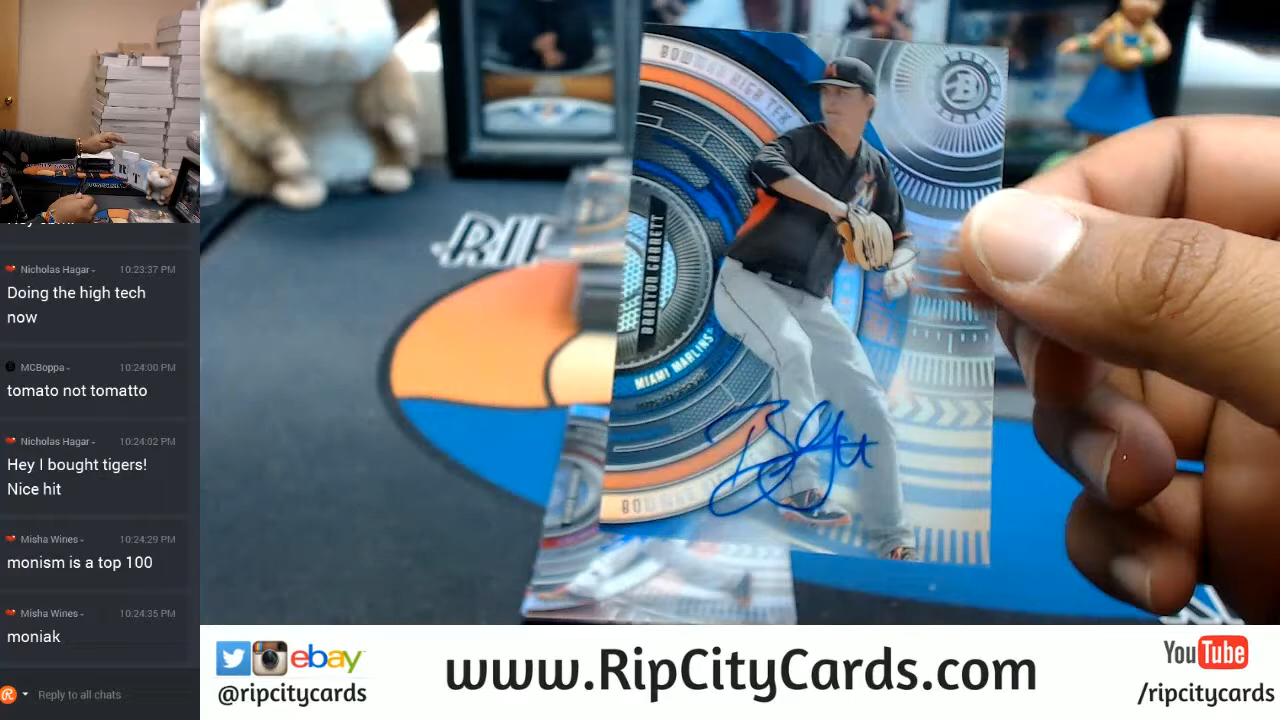 Nicholas Hagar - 10:23:37 PM
Doing the high tech
now
MCBoppa - 10:24:00 PM
tomato not tomatto
Nicholas Hagar - 10:24:02 PM
Hey I bought tigers!
Nice hit
Misha Wines - 10:24:29 PM
monism is a top 100
Misha Wines - 10:24:35 PM
moniak
Reply to all chats
RIP
BOWMAN HIGH TEK
B
BRAXTON GARRETT
MIAMI MARLINS
ebay
@ripcitycards
www.RipCityCards.com
YouTube
/ripcitycards